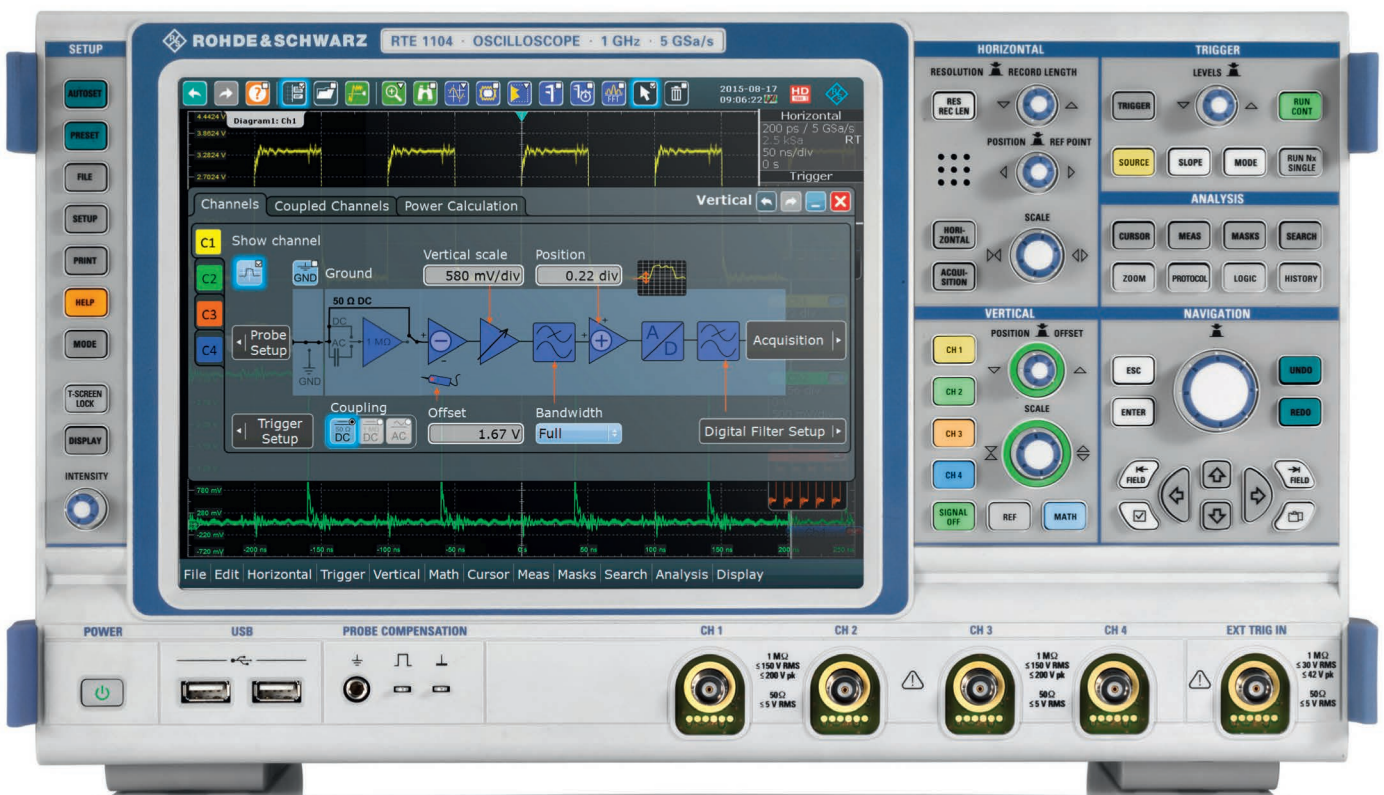 ROHDE&SCHWARZ
RTE 1104 · OSCILLOSCOPE · 1 GHz · 5 GSa/s
SETUP
AUTOSET
PRESET
FILE
SETUP
PRINT
HELP
MODE
T-SCREEN
LOCK
DISPLAY
INTENSITY
2015-08-17
09:06:22
HD
4.4424 V
3.8624 V
3.2824 V
2.7024 V
Diagram1: Ch1
Horizontal
200 ps / 5 GSa/s
2.5 kSa
RT
50 ns/div
0 s
Trigger
Channels
Coupled Channels
Power Calculation
Vertical
C1
C2
C3
C4
Show channel
GND
Ground
Vertical scale
580 mV/div
Position
0.22 div
50 Ω DC
DC
AC
1 MΩ
GND
A
D
Probe
Setup
Acquisition
Trigger
Setup
Coupling
50 Ω
DC
1 MΩ
DC
AC
Offset
1.67 V
Bandwidth
Full
Digital Filter Setup
780 mV
280 mV
-220 mV
-720 mV
-200 ns
-150 ns
-100 ns
-50 ns
0 s
50 ns
100 ns
150 ns
200 ns
250 ns
File
Edit
Horizontal
Trigger
Vertical
Math
Cursor
Meas
Masks
Search
Analysis
Display
HORIZONTAL
RESOLUTION
RECORD LENGTH
RES
REC LEN
POSITION
REF POINT
SCALE
HORI-
ZONTAL
ACQUI-
SITION
TRIGGER
LEVELS
TRIGGER
RUN
CONT
SOURCE
SLOPE
MODE
RUN Nx
SINGLE
ANALYSIS
CURSOR
MEAS
MASKS
SEARCH
ZOOM
PROTOCOL
LOGIC
HISTORY
VERTICAL
POSITION
OFFSET
CH 1
CH 2
SCALE
CH 3
CH 4
SIGNAL
OFF
REF
MATH
NAVIGATION
ESC
UNDO
ENTER
REDO
FIELD
FIELD
POWER
USB
PROBE COMPENSATION
CH 1
CH 2
CH 3
CH 4
EXT TRIG IN
1 MΩ
≤150 V RMS
≤200 V pk
50Ω
≤5 V RMS
1 MΩ
≤150 V RMS
≤200 V pk
50Ω
≤5 V RMS
1 MΩ
≤30 V RMS
≤42 V pk
50Ω
≤5 V RMS